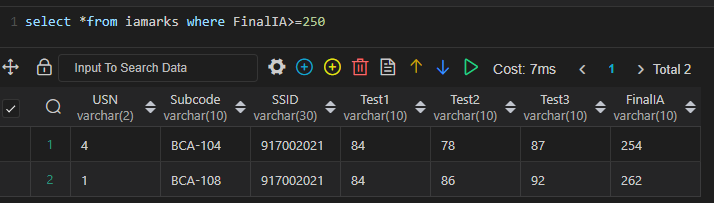 1 select *from iamarks where FinalIA>=250
Input To Search Data Cost: 7ms 1 Total 2
USN Subcode SSID Test1 Test2 Test3 FinalIA
varchar(2) varchar(10) varchar(30) varchar(10) varchar(10) varchar(10) varchar(10)
1 4 BCA-104 917002021 84 78 87 254
2 1 BCA-108 917002021 84 86 92 262